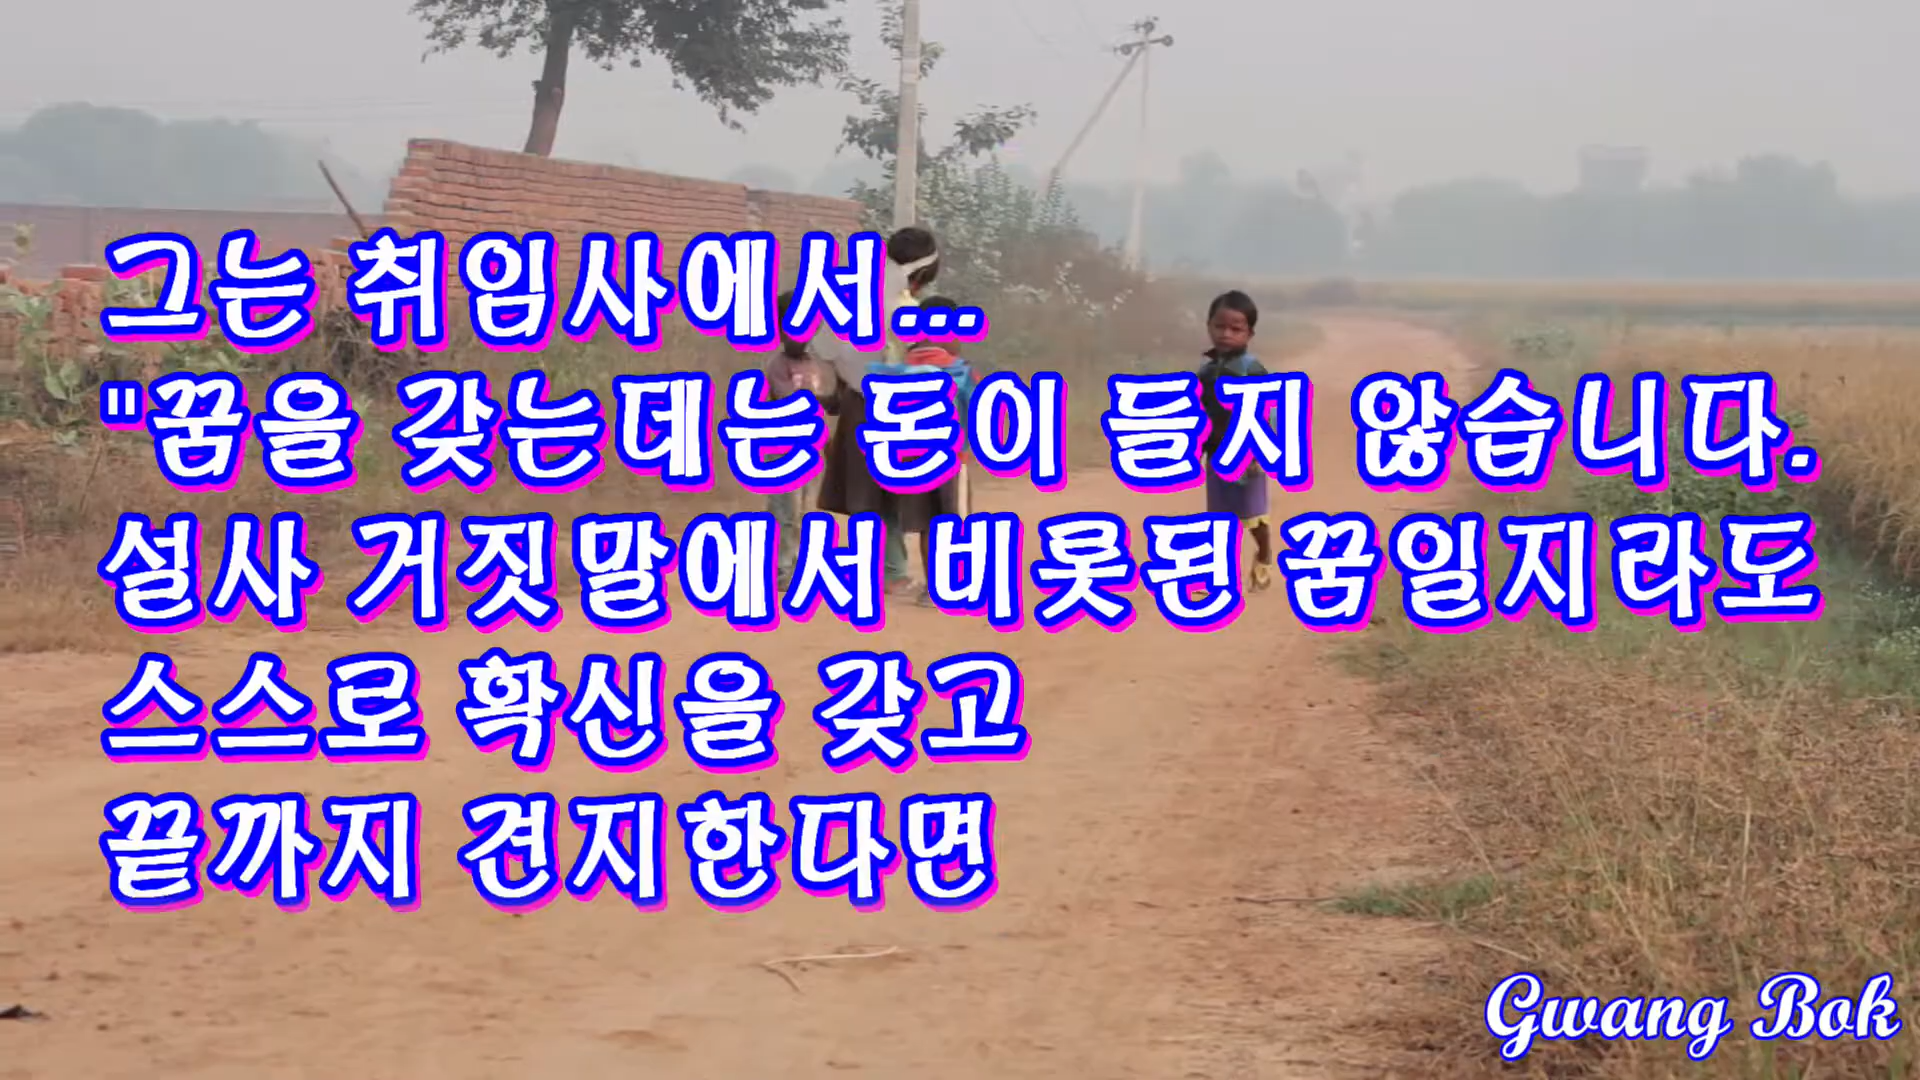 그는 취임사에서...
"꿈을 갖는데는 돈이 들지 않습니다.
설사 거짓말에서 비롯된 꿈일지라도
스스로 확신을 갖고
끝까지 견지한다면
Gwang Bok